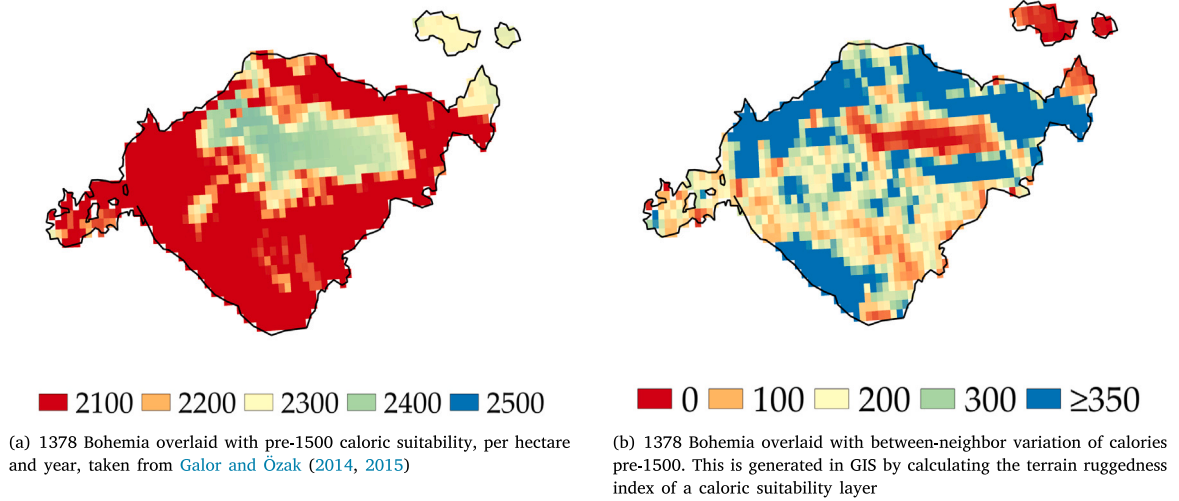 2100 2200 2300 2400 2500
(a) 1378 Bohemia overlaid with pre-1500 caloric suitability, per hectare
and year, taken from Galor and Özak (2014, 2015)
0 100 200 300 ≥350
(b) 1378 Bohemia overlaid with between-neighbor variation of calories
pre-1500. This is generated in GIS by calculating the terrain ruggedness
index of a caloric suitability layer